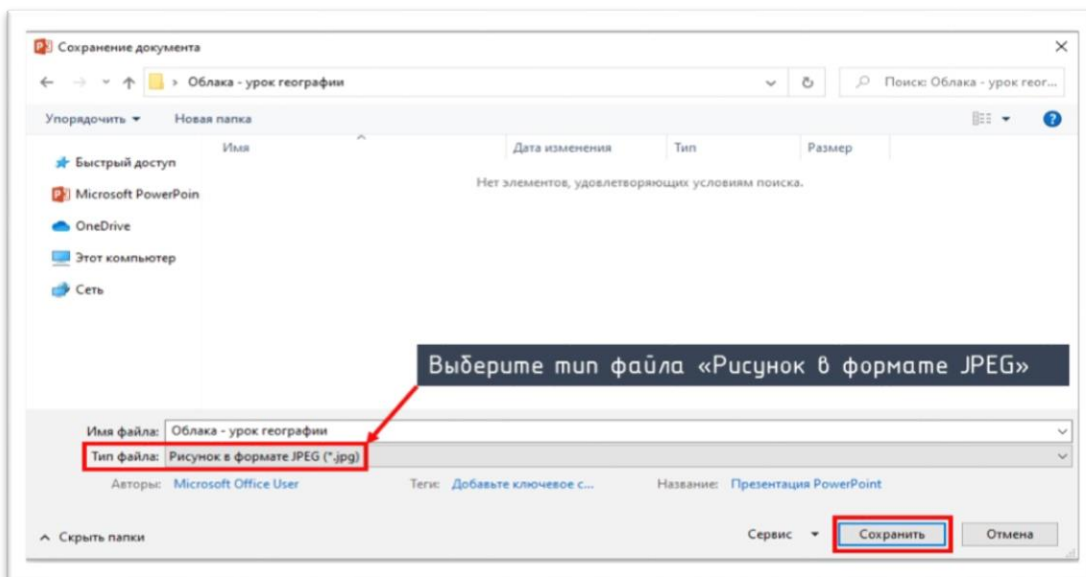 Сохранение документа
Облака - урок географии
Поиск: Облака - урок геог...
Упорядочить
Новая папка
Имя
Дата изменения
Тип
Размер
Быстрый доступ
Нет элементов, удовлетворяющих условиям поиска.
Microsoft PowerPoin
OneDrive
Этот компьютер
Сеть
Выберите тип файла «Рисунок в формате JPEG»
Имя файла: Облака - урок географии
Тип файла: Рисунок в формате JPEG (*.jpg)
Авторы: Microsoft Office User
Теги: Добавьте ключевое с...
Название: Презентация PowerPoint
Скрыть папки
Сервис
Сохранить
Отмена